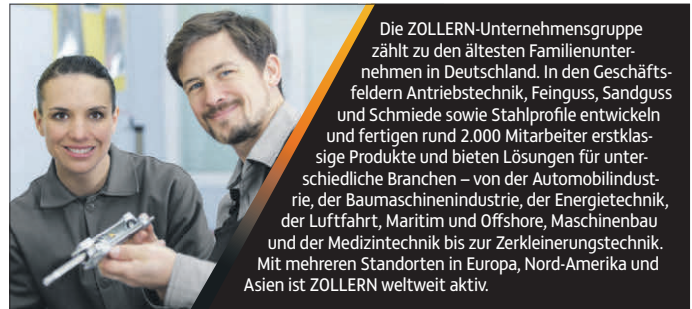 Die ZOLLERN-Unternehmensgruppe
zählt zu den ältesten Familienunter-
nehmen in Deutschland. In den Geschäfts-
feldern Antriebstechnik, Feinguss, Sandguss
und Schmiede sowie Stahlprofile entwickeln
und fertigen rund 2.000 Mitarbeiter erstklas-
sige Produkte und bieten Lösungen für unter-
schiedliche Branchen – von der Automobilindust-
rie, der Baumaschinenindustrie, der Energietechnik,
der Luftfahrt, Maritim und Offshore, Maschinenbau
und der Medizintechnik bis zur Zerkleinerungstechnik.
Mit mehreren Standorten in Europa, Nord-Amerika und
Asien ist ZOLLERN weltweit aktiv.